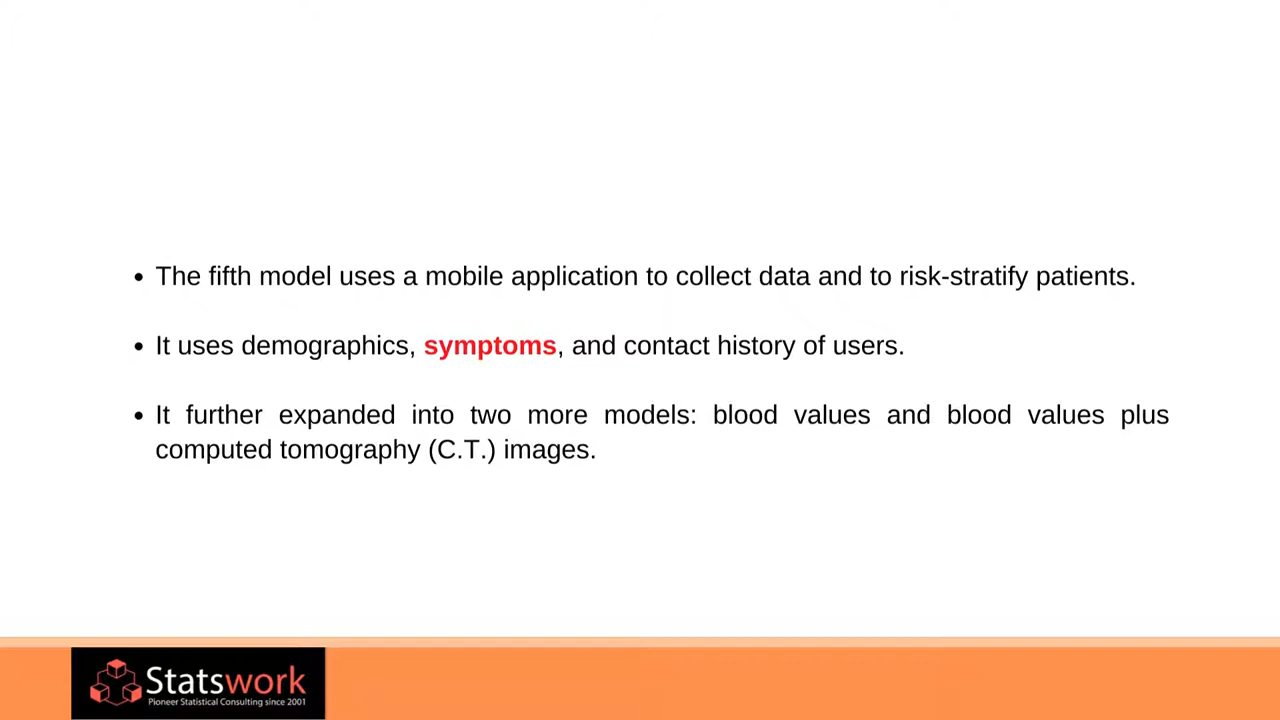 • The fifth model uses a mobile application to collect data and to risk-stratify patients.
• It uses demographics, symptoms, and contact history of users.
• It further expanded into two more models: blood values and blood values plus
computed tomography (C.T.) images.
Statswork
Pioneer Statistical Consulting since 2001